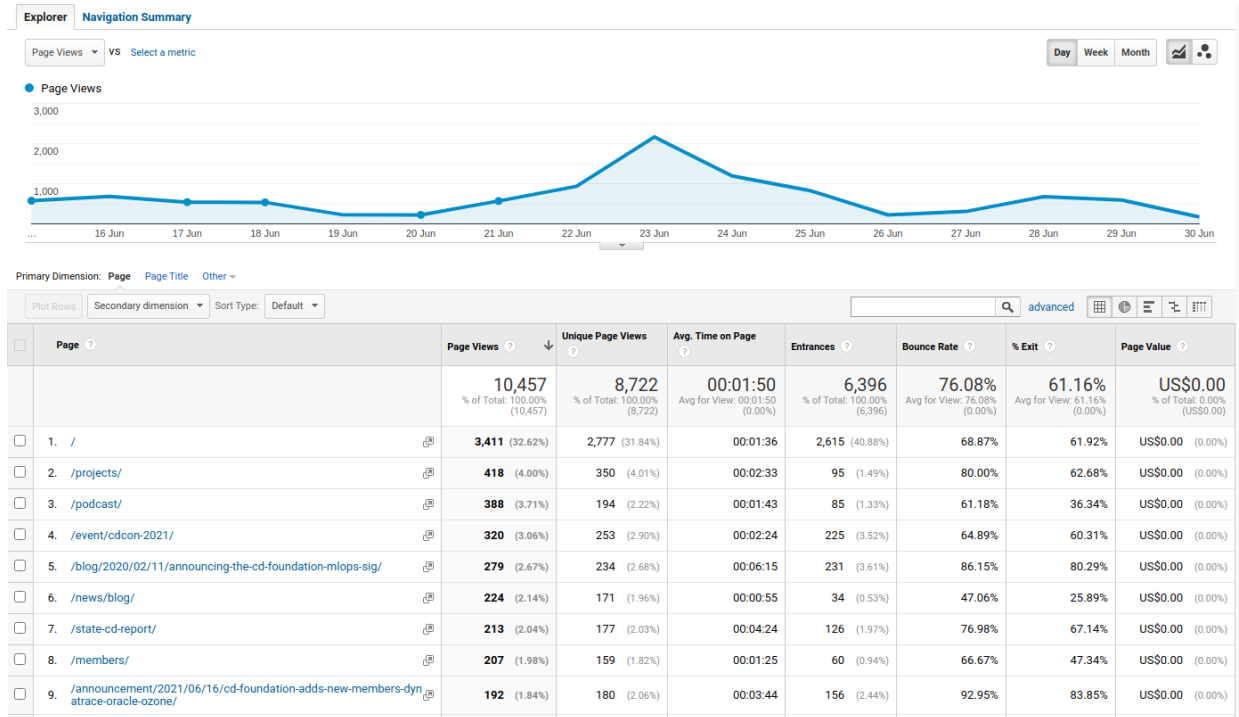 Explorer Navigation Summary
Page Views VS Select a metric Day Week Month
Page Views
3,000
2,000
1,000
... 16 Jun 17 Jun 18 Jun 19 Jun 20 Jun 21 Jun 22 Jun 23 Jun 24 Jun 25 Jun 26 Jun 27 Jun 28 Jun 29 Jun 30 Jun
Primary Dimension: Page Page Title Other
Plot Rows Secondary dimension Sort Type: Default advanced
Page ? Page Views ? Unique Page Views ? Avg. Time on Page ? Entrances ? Bounce Rate ? % Exit ? Page Value ?
10,457 8,722 00:01:50 6,396 76.08% 61.16% US$0.00
% of Total: 100.00% % of Total: 100.00% Avg for View: 00:01:50 % of Total: 100.00% Avg for View: 76.08% Avg for View: 61.16% % of Total: 0.00%
(10,457) (8,722) (0.00%) (6,396) (0.00%) (0.00%) (US$0.00)
1. / 3,411 (32.62%) 2,777 (31.84%) 00:01:36 2,615 (40.88%) 68.87% 61.92% US$0.00 (0.00%)
2. /projects/ 418 (4.00%) 350 (4.01%) 00:02:33 95 (1.49%) 80.00% 62.68% US$0.00 (0.00%)
3. /podcast/ 388 (3.71%) 194 (2.22%) 00:01:43 85 (1.33%) 61.18% 36.34% US$0.00 (0.00%)
4. /event/cdcon-2021/ 320 (3.06%) 253 (2.90%) 00:02:24 225 (3.52%) 64.89% 60.31% US$0.00 (0.00%)
5. /blog/2020/02/11/announcing-the-cd-foundation-mlops-sig/ 279 (2.67%) 234 (2.68%) 00:06:15 231 (3.61%) 86.15% 80.29% US$0.00 (0.00%)
6. /news/blog/ 224 (2.14%) 171 (1.96%) 00:00:55 34 (0.53%) 47.06% 25.89% US$0.00 (0.00%)
7. /state-cd-report/ 213 (2.04%) 177 (2.03%) 00:04:24 126 (1.97%) 76.98% 67.14% US$0.00 (0.00%)
8. /members/ 207 (1.98%) 159 (1.82%) 00:01:25 60 (0.94%) 66.67% 47.34% US$0.00 (0.00%)
9. /announcement/2021/06/16/cd-foundation-adds-new-members-dyn
atrace-oracle-ozone/ 192 (1.84%) 180 (2.06%) 00:03:44 156 (2.44%) 92.95% 83.85% US$0.00 (0.00%)